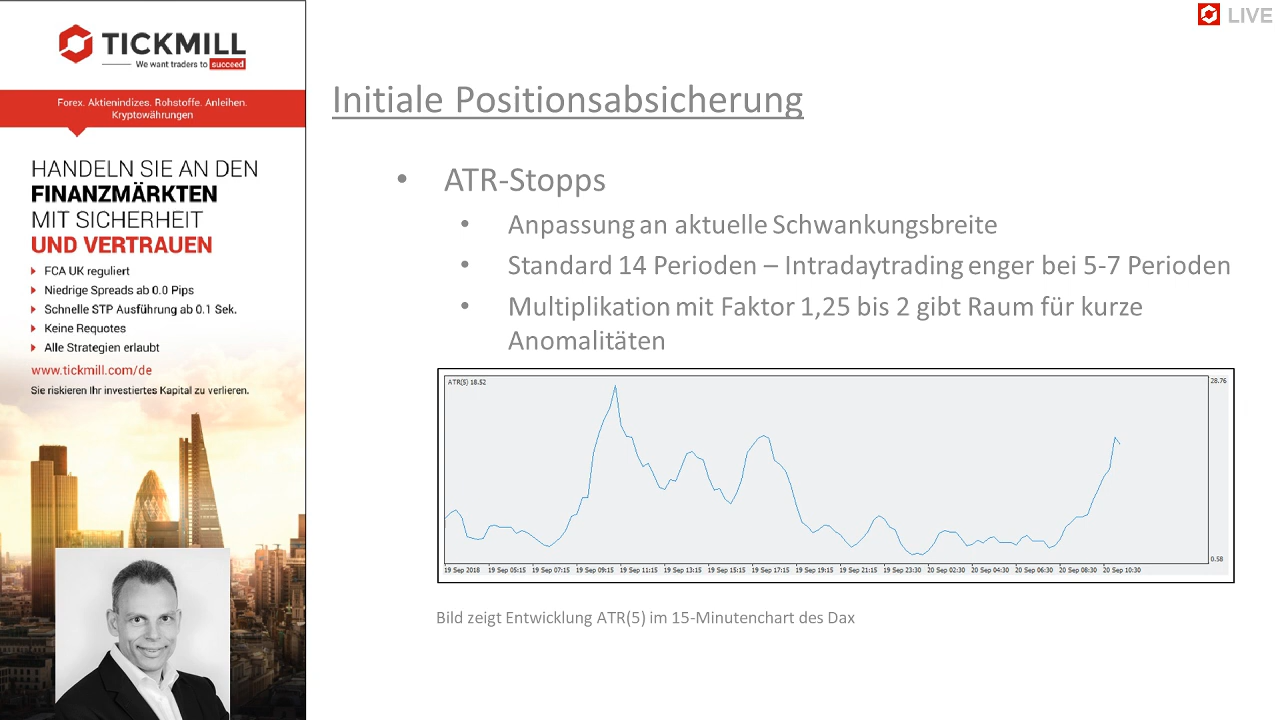 TICKMILL
We want traders to succeed
Forex. Aktienindizes. Rohstoffe. Anleihen.
Kryptowährungen
HANDELN SIE AN DEN
FINANZMÄRKTEN
MIT SICHERHEIT
UND VERTRAUEN
FCA UK reguliert
Niedrige Spreads ab 0.0 Pips
Schnelle STP Ausführung ab 0.1 Sek.
Keine Requotes
Alle Strategien erlaubt
www.tickmill.com/de
Sie riskieren Ihr investiertes Kapital zu verlieren.
LIVE
Initiale Positionsabsicherung
• ATR-Stopps
• Anpassung an aktuelle Schwankungsbreite
• Standard 14 Perioden – Intradaytrading enger bei 5-7 Perioden
• Multiplikation mit Faktor 1,25 bis 2 gibt Raum für kurze
Anomalitäten
ATR(5) 18.52
28.76
0.58
19 Sep 2018 19 Sep 05:15 19 Sep 07:15 19 Sep 09:15 19 Sep 11:15 19 Sep 13:15 19 Sep 15:15 19 Sep 17:15 19 Sep 19:15 19 Sep 21:15 19 Sep 23:30 20 Sep 02:30 20 Sep 04:30 20 Sep 06:30 20 Sep 08:30 20 Sep 10:30
Bild zeigt Entwicklung ATR(5) im 15-Minutenchart des Dax